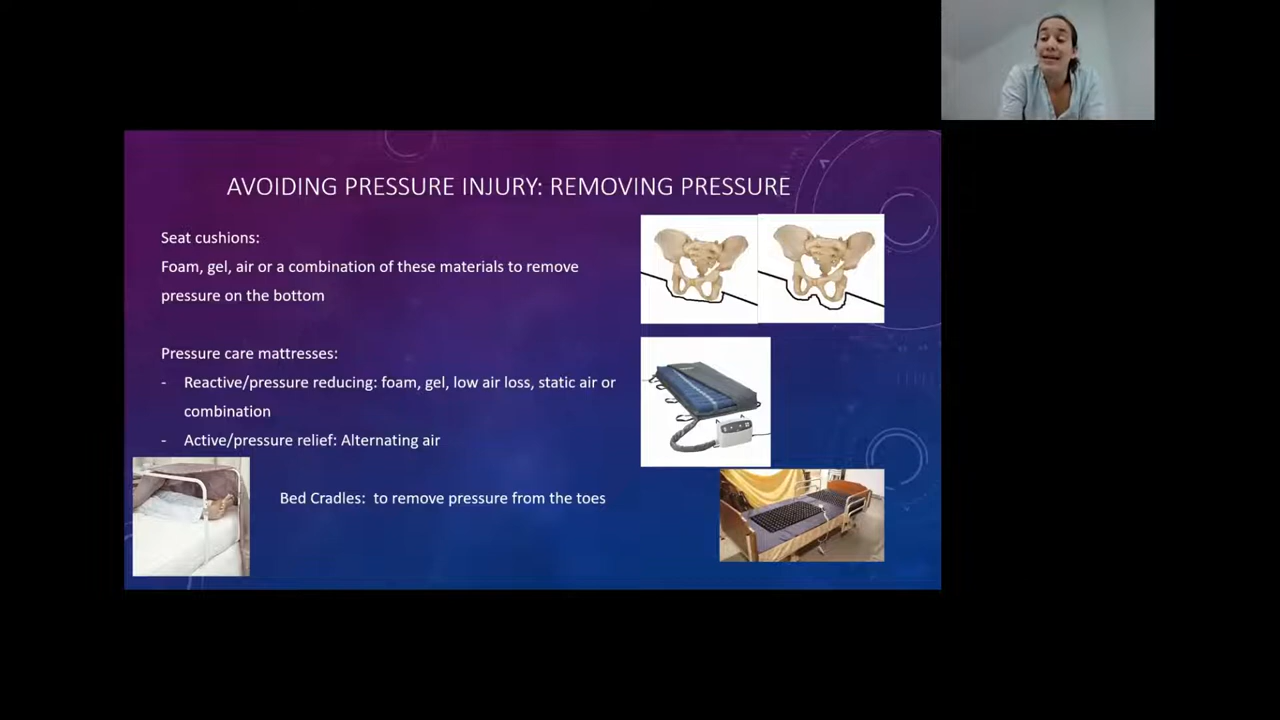 AVOIDING PRESSURE INJURY: REMOVING PRESSURE
Seat cushions:
Foam, gel, air or a combination of these materials to remove
pressure on the bottom
Pressure care mattresses:
- Reactive/pressure reducing: foam, gel, low air loss, static air or
combination
- Active/pressure relief: Alternating air
Bed Cradles: to remove pressure from the toes